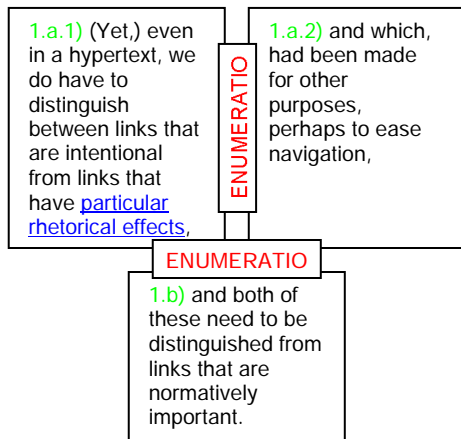 1.a.1) (Yet,) even
in a hypertext, we
do have to
distinguish
between links that
are intentional
from links that
have particular
rhetorical effects,
ENUMERATIO
1.a.2) and which,
had been made
for other
purposes,
perhaps to ease
navigation,
ENUMERATIO
1.b) and both of
these need to be
distinguished from
links that are
normatively
important.